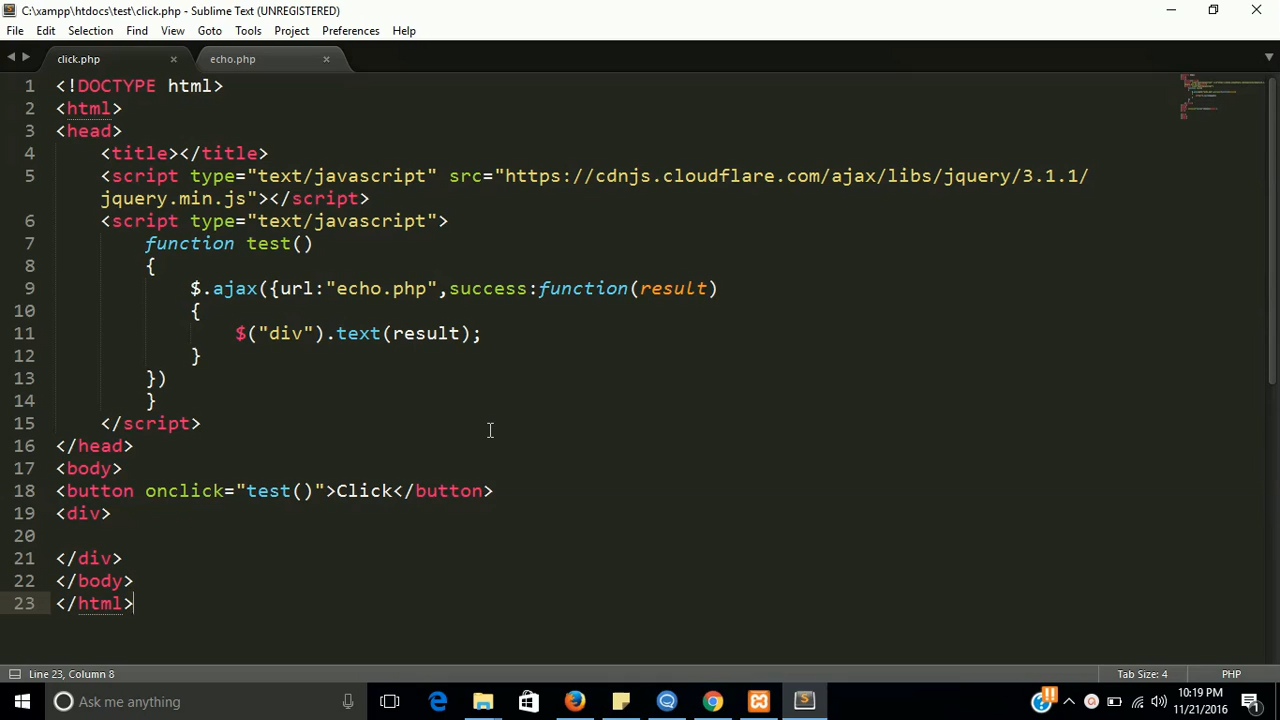 C:\xampp\htdocs\test\click.php - Sublime Text (UNREGISTERED)
File Edit Selection Find View Goto Tools Project Preferences Help
click.php echo.php
1 <!DOCTYPE html>
2 <html>
3 <head>
4 <title></title>
5 <script type="text/javascript" src="https://cdnjs.cloudflare.com/ajax/libs/jquery/3.1.1/
jquery.min.js"></script>
6 <script type="text/javascript">
7 function test()
8 {
9 $.ajax({url:"echo.php",success:function(result)
10 {
11 $("div").text(result);
12 }
13 })
14 }
15 </script>
16 </head>
17 <body>
18 <button onclick="test()">Click</button>
19 <div>
20
21 </div>
22 </body>
23 </html>
Line 23, Column 8 Tab Size: 4 PHP
Ask me anything
10:19 PM
11/21/2016